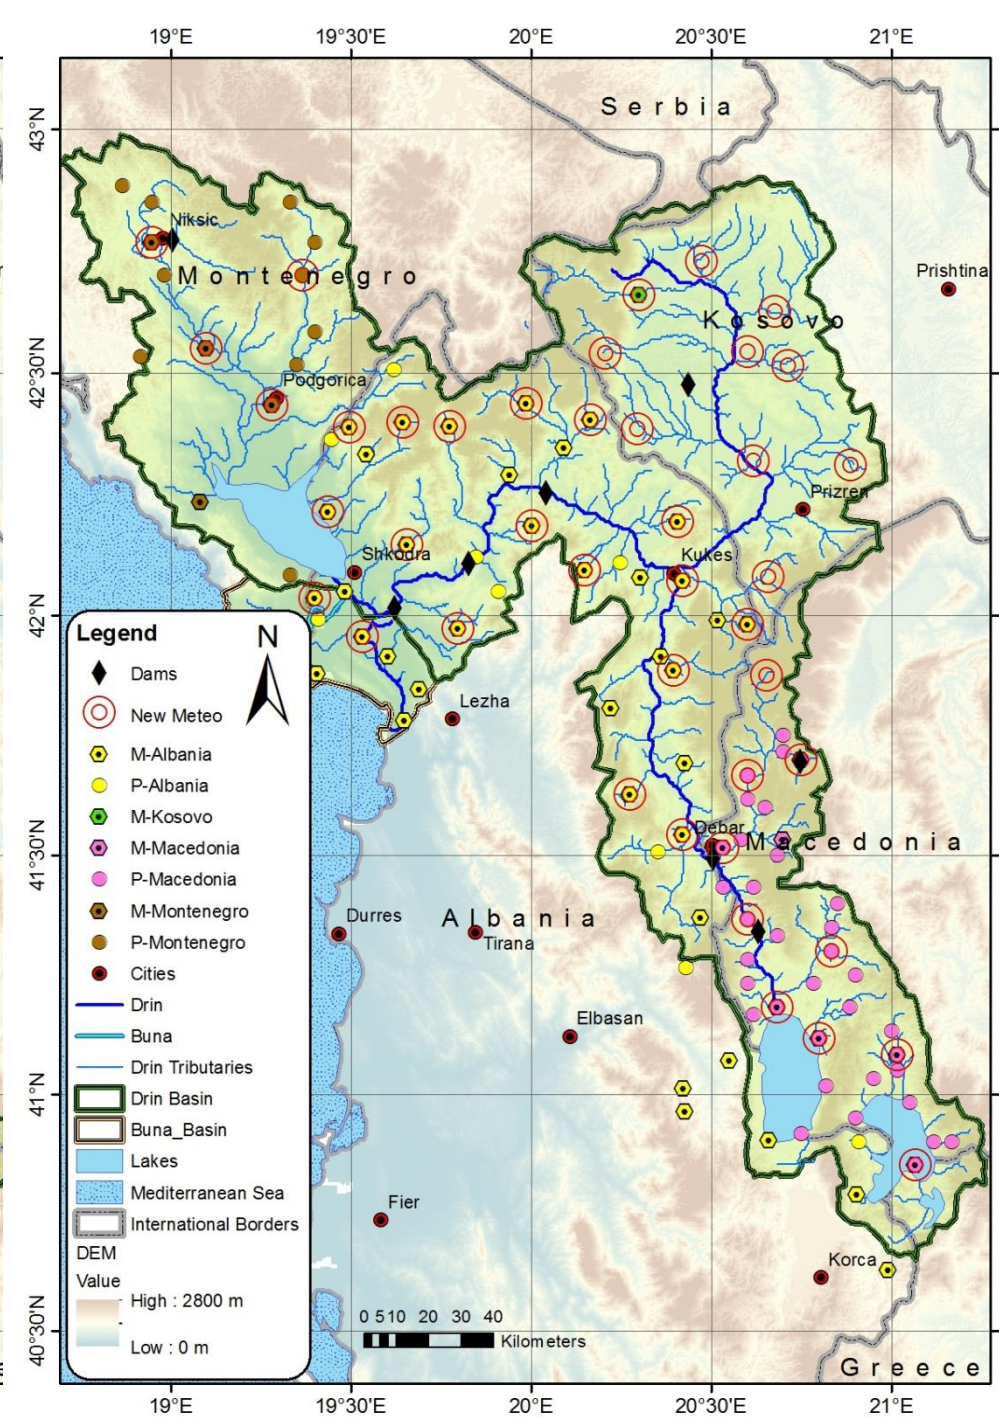 19°E 19°30'E 20°E 20°30'E 21°E
43°N
42°30'N
42°N
41°30'N
41°N
40°30'N
Serbia
Niksic
Montenegro
Prishtina
Kosovo
Podgorica
Prizren
Shkodra
Kukes
Lezha
Debar
Macedonia
Durres
Albania
Tirana
Elbasan
Fier
Korca
Greece
Legend
N
Dams
New Meteo
M-Albania
P-Albania
M-Kosovo
M-Macedonia
P-Macedonia
M-Montenegro
P-Montenegro
Cities
Drin
Buna
Drin Tributaries
Drin Basin
Buna_Basin
Lakes
Mediterranean Sea
International Borders
DEM
Value
High : 2800 m
Low : 0 m
0 5 10 20 30 40
Kilometers
19°E 19°30'E 20°E 20°30'E 21°E